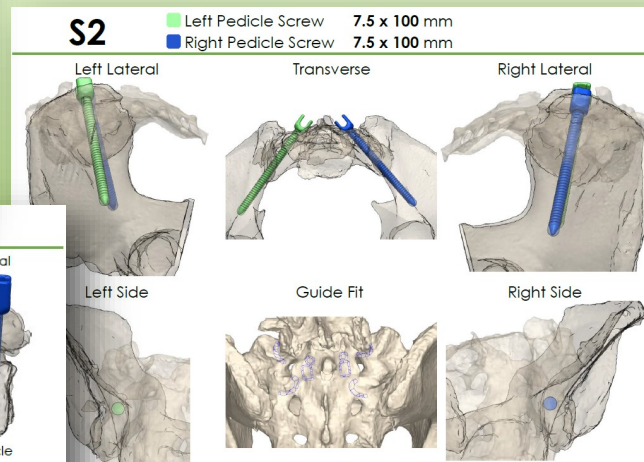 S2
Left Pedicle Screw 7.5 x 100 mm
Right Pedicle Screw 7.5 x 100 mm
Left Lateral
Transverse
Right Lateral
Left Side
Guide Fit
Right Side